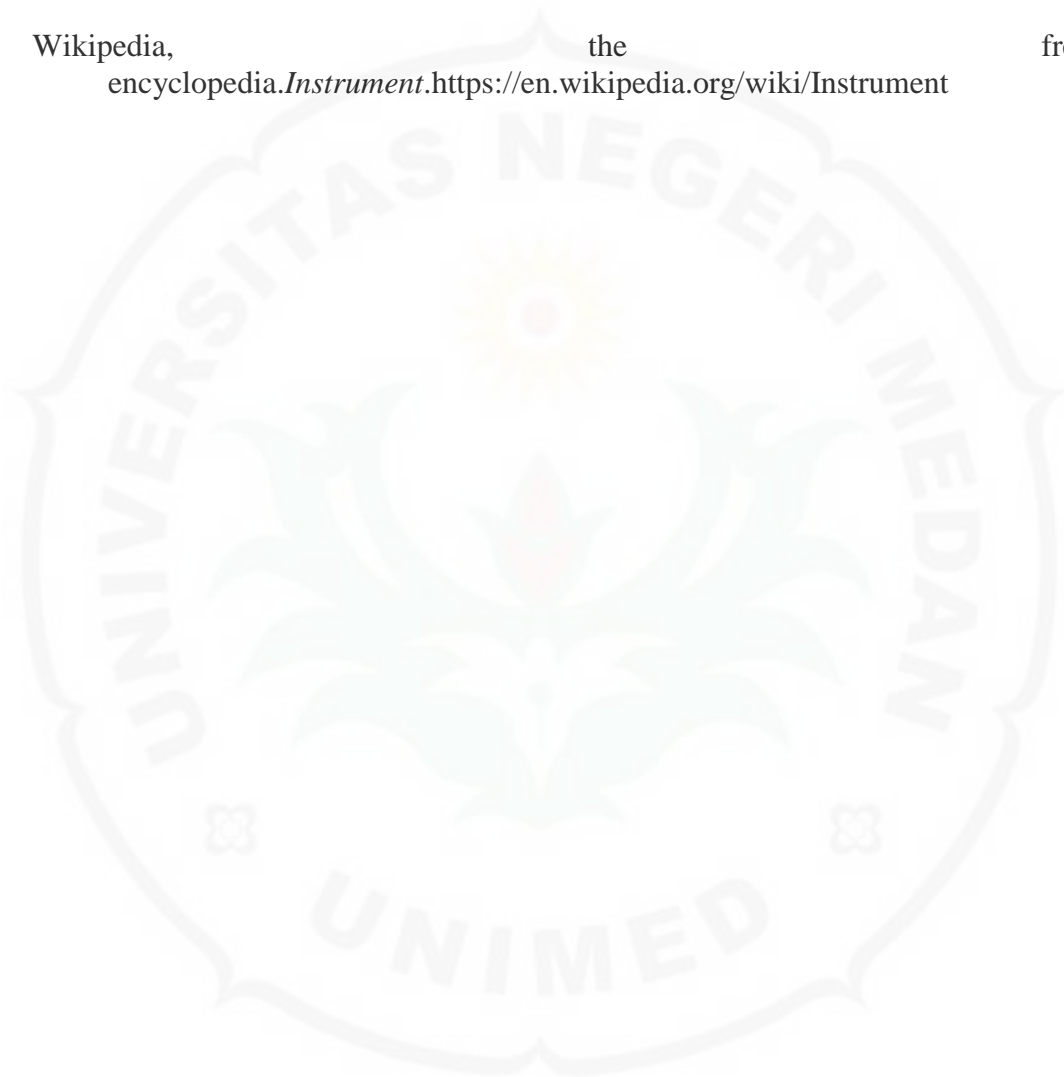 Wikipedia, the fr
encyclopedia.Instrument.https://en.wikipedia.org/wiki/Instrument
UNIVERSITAS NEGERI MEDAN
UNIMED